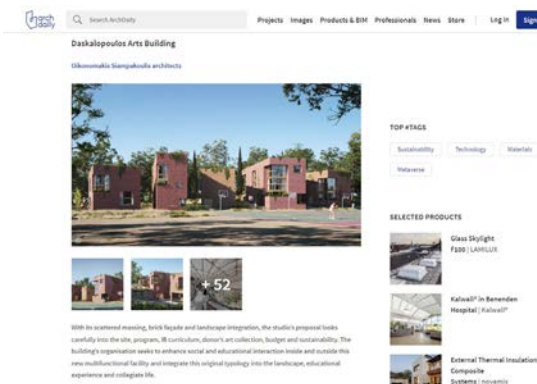 arch daily
Search ArchDaily
Projects Images Products & BIM Professionals News Store Log In Sign
Daskalopoulos Arts Building
Oikonomakis Siampakoulis architects
TOP #TAGS
Sustainability Technology Materials
Metaverse
SELECTED PRODUCTS
Glass Skylight
F100 | LAMILUX
+ 52
Kalwall® in Benenden
Hospital | Kalwall®
With its scattered massing, brick façade and landscape integration, the studio's proposal looks
carefully into the site, program, IB curriculum, donor's art collection, budget and sustainability. The
building's organisation seeks to enhance social and educational interaction inside and outside this
new multifunctional facility and integrate this original typology into the landscape, educational
experience and collegiate life.
External Thermal Insulation
Composite
Systems | novamix